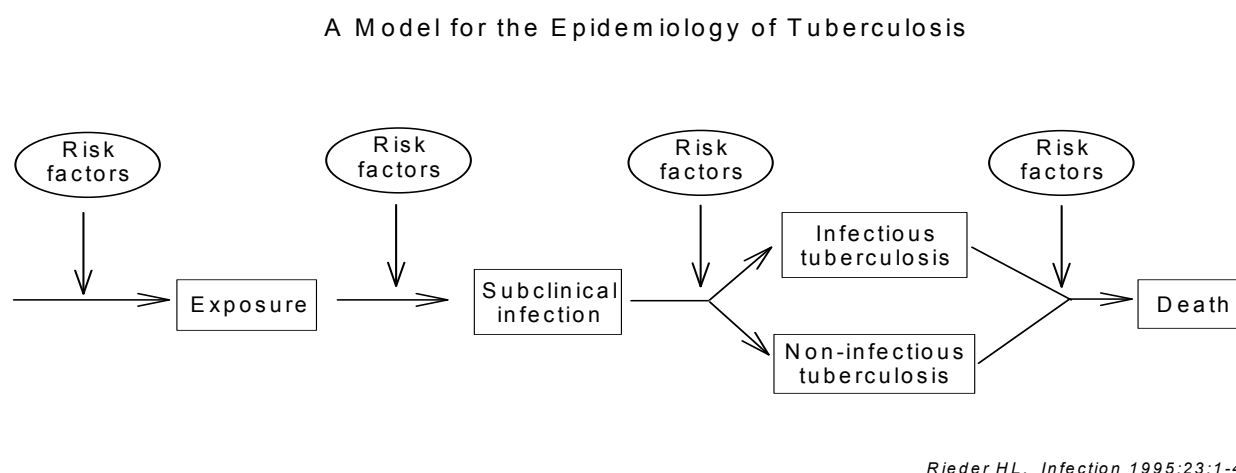 A Model for the Epidemiology of Tuberculosis
Risk
factors
Risk
factors
Risk
factors
Risk
factors
Exposure
Subclinical
infection
Infectious
tuberculosis
Non-infectious
tuberculosis
Death
Rieder HL. Infection 1995;23:1-4